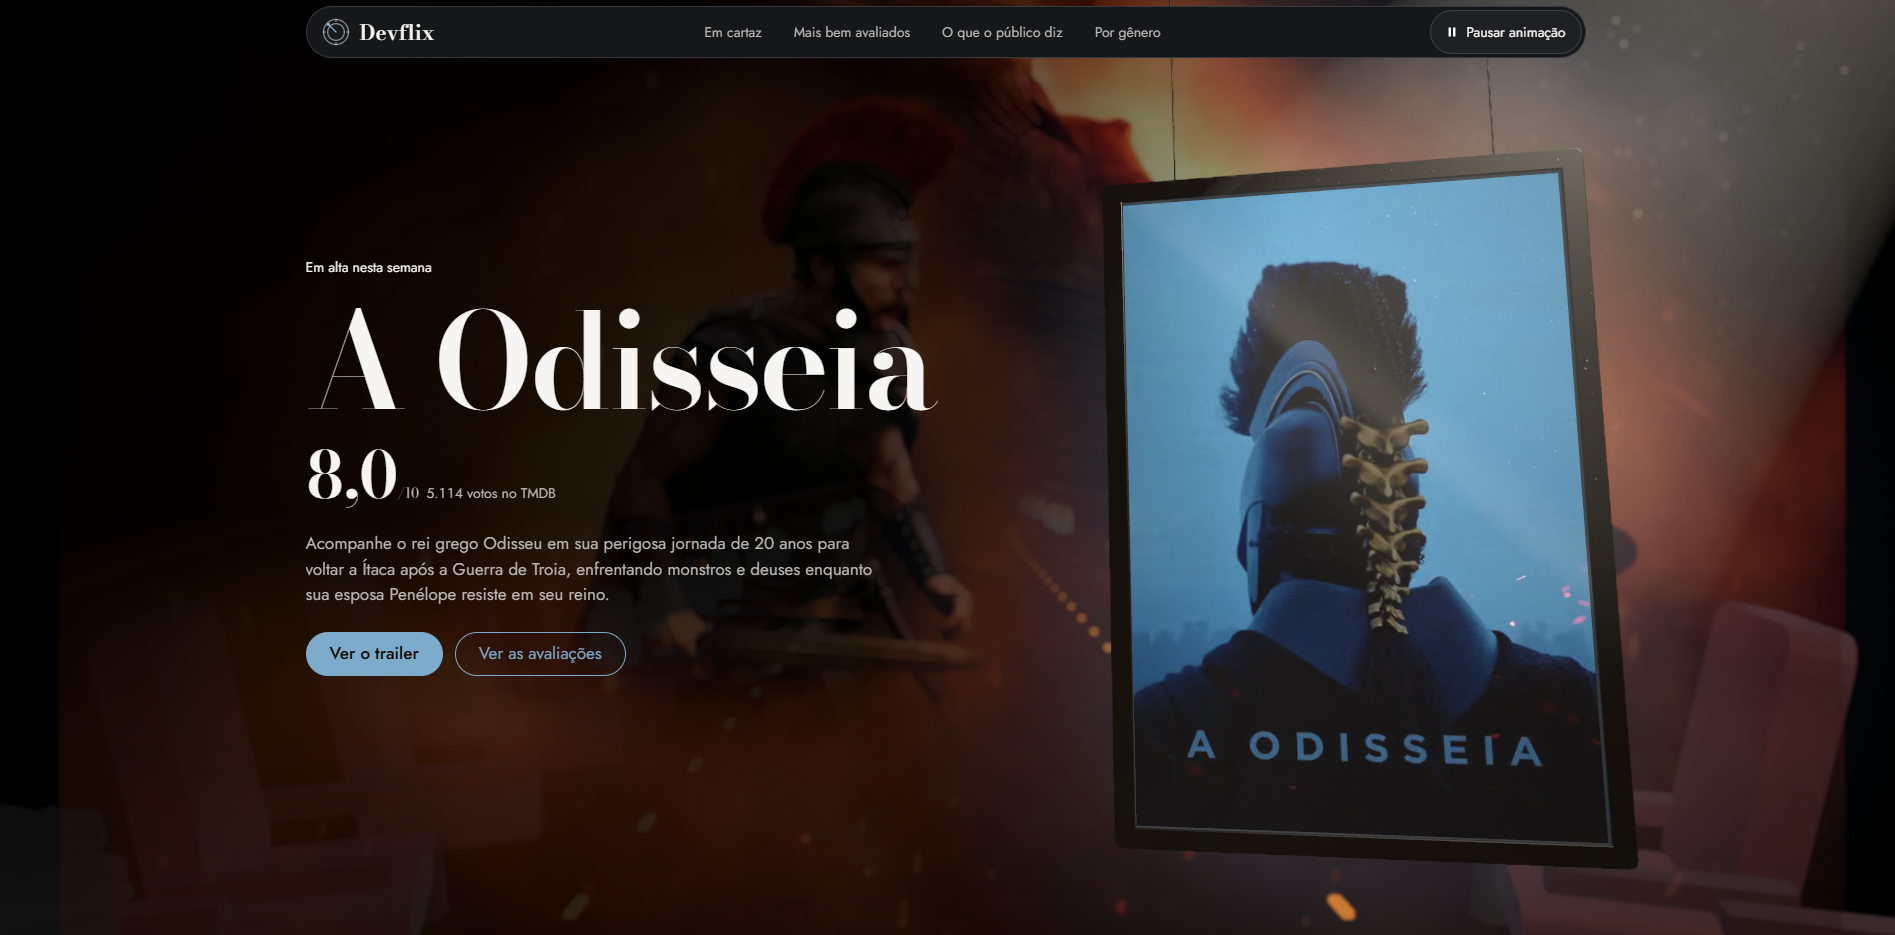 Devflix
Em cartaz
Mais bem avaliados
O que o público diz
Por gênero
Pausar animação
Em alta nesta semana
A Odisseia
8,0/10 5.114 votos no TMDB
Acompanhe o rei grego Odisseu em sua perigosa jornada de 20 anos para
voltar a Ítaca após a Guerra de Troia, enfrentando monstros e deuses enquanto
sua esposa Penélope resiste em seu reino.
Ver o trailer
Ver as avaliações
A ODISSEIA